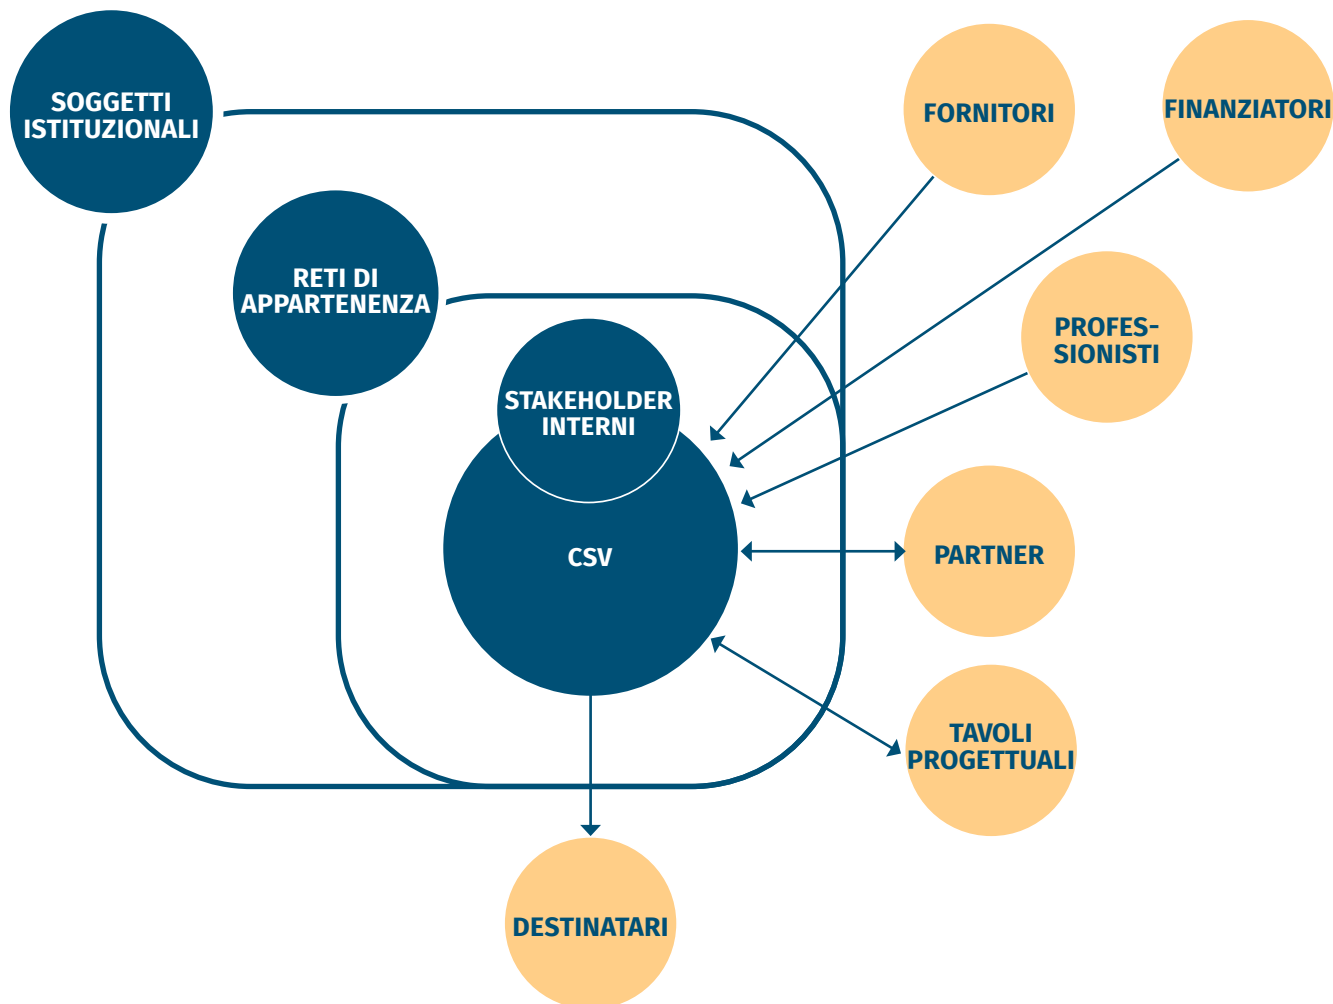 SOGGETTI
ISTITUZIONALI
FORNITORI
FINANZIATORI
RETI DI
APPARTENENZA
PROFES-
SIONISTI
STAKEHOLDER
INTERNI
CSV
PARTNER
TAVOLI
PROGETTUALI
DESTINATARI